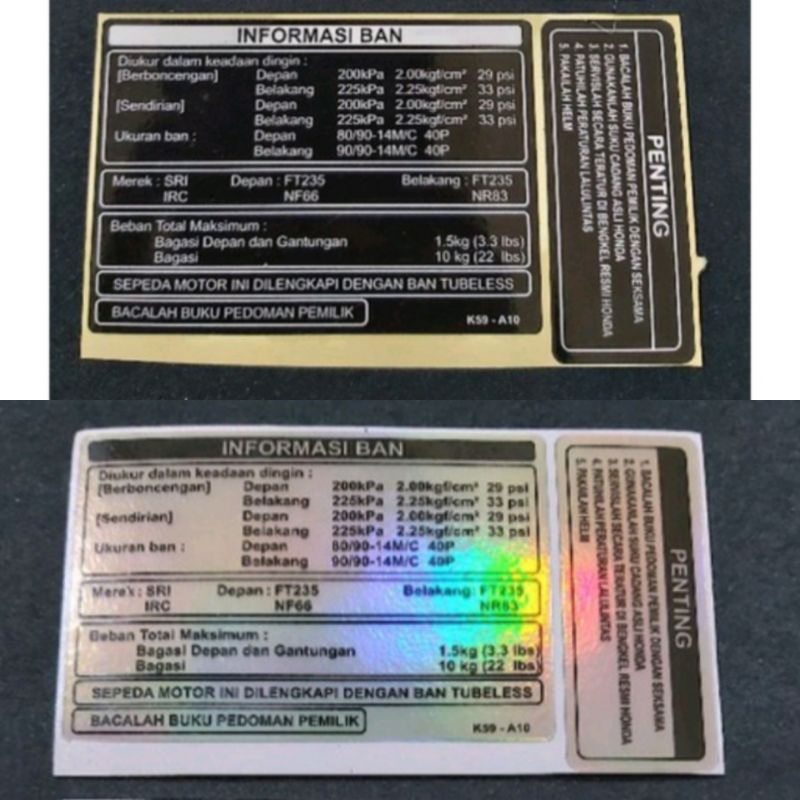 INFORMASI BAN
Diukur dalam keadaan dingin :
[Berboncengan] Depan 200kPa 2.00kgf/cm² 29 psi
Belakang 225kPa 2.25kgf/cm² 33 psi
[Sendirian] Depan 200kPa 2.00kgf/cm² 29 psi
Belakang 225kPa 2.25kgf/cm² 33 psi
Ukuran ban : Depan 80/90-14M/C 40P
Belakang 90/90-14M/C 40P
Merek : SRI Depan : FT235 Belakang : FT235
IRC NF66 NR83
Beban Total Maksimum :
Bagasi Depan dan Gantungan 1.5kg (3.3 lbs)
Bagasi 10 kg (22 lbs)
SEPEDA MOTOR INI DILENGKAPI DENGAN BAN TUBELESS
BACALAH BUKU PEDOMAN PEMILIK
K59 - A10
PENTING
1. BACALAH BUKU PEDOMAN PEMILIK DENGAN SEKSAMA
2. GUNAKANLAH SUKU CADANG ASLI HONDA
3. SERVISLAH SECARA TERATUR DI BENGKEL RESMI HONDA
4. PATUHILAH PERATURAN LALULINTAS
5. PAKAILAH HELM
INFORMASI BAN
Diukur dalam keadaan dingin :
[Berboncengan] Depan 200kPa 2.00kgf/cm² 29 psi
Belakang 225kPa 2.25kgf/cm² 33 psi
[Sendirian] Depan 200kPa 2.00kgf/cm² 29 psi
Belakang 225kPa 2.25kgf/cm² 33 psi
Ukuran ban : Depan 80/90-14M/C 40P
Belakang 90/90-14M/C 40P
Merek : SRI Depan : FT235 Belakang : FT235
IRC NF66 NR83
Beban Total Maksimum :
Bagasi Depan dan Gantungan 1.5kg (3.3 lbs)
Bagasi 10 kg (22 lbs)
SEPEDA MOTOR INI DILENGKAPI DENGAN BAN TUBELESS
BACALAH BUKU PEDOMAN PEMILIK
K59 - A10
PENTING
1. BACALAH BUKU PEDOMAN PEMILIK DENGAN SEKSAMA
2. GUNAKANLAH SUKU CADANG ASLI HONDA
3. SERVISLAH SECARA TERATUR DI BENGKEL RESMI HONDA
4. PATUHILAH PERATURAN LALULINTAS
5. PAKAILAH HELM